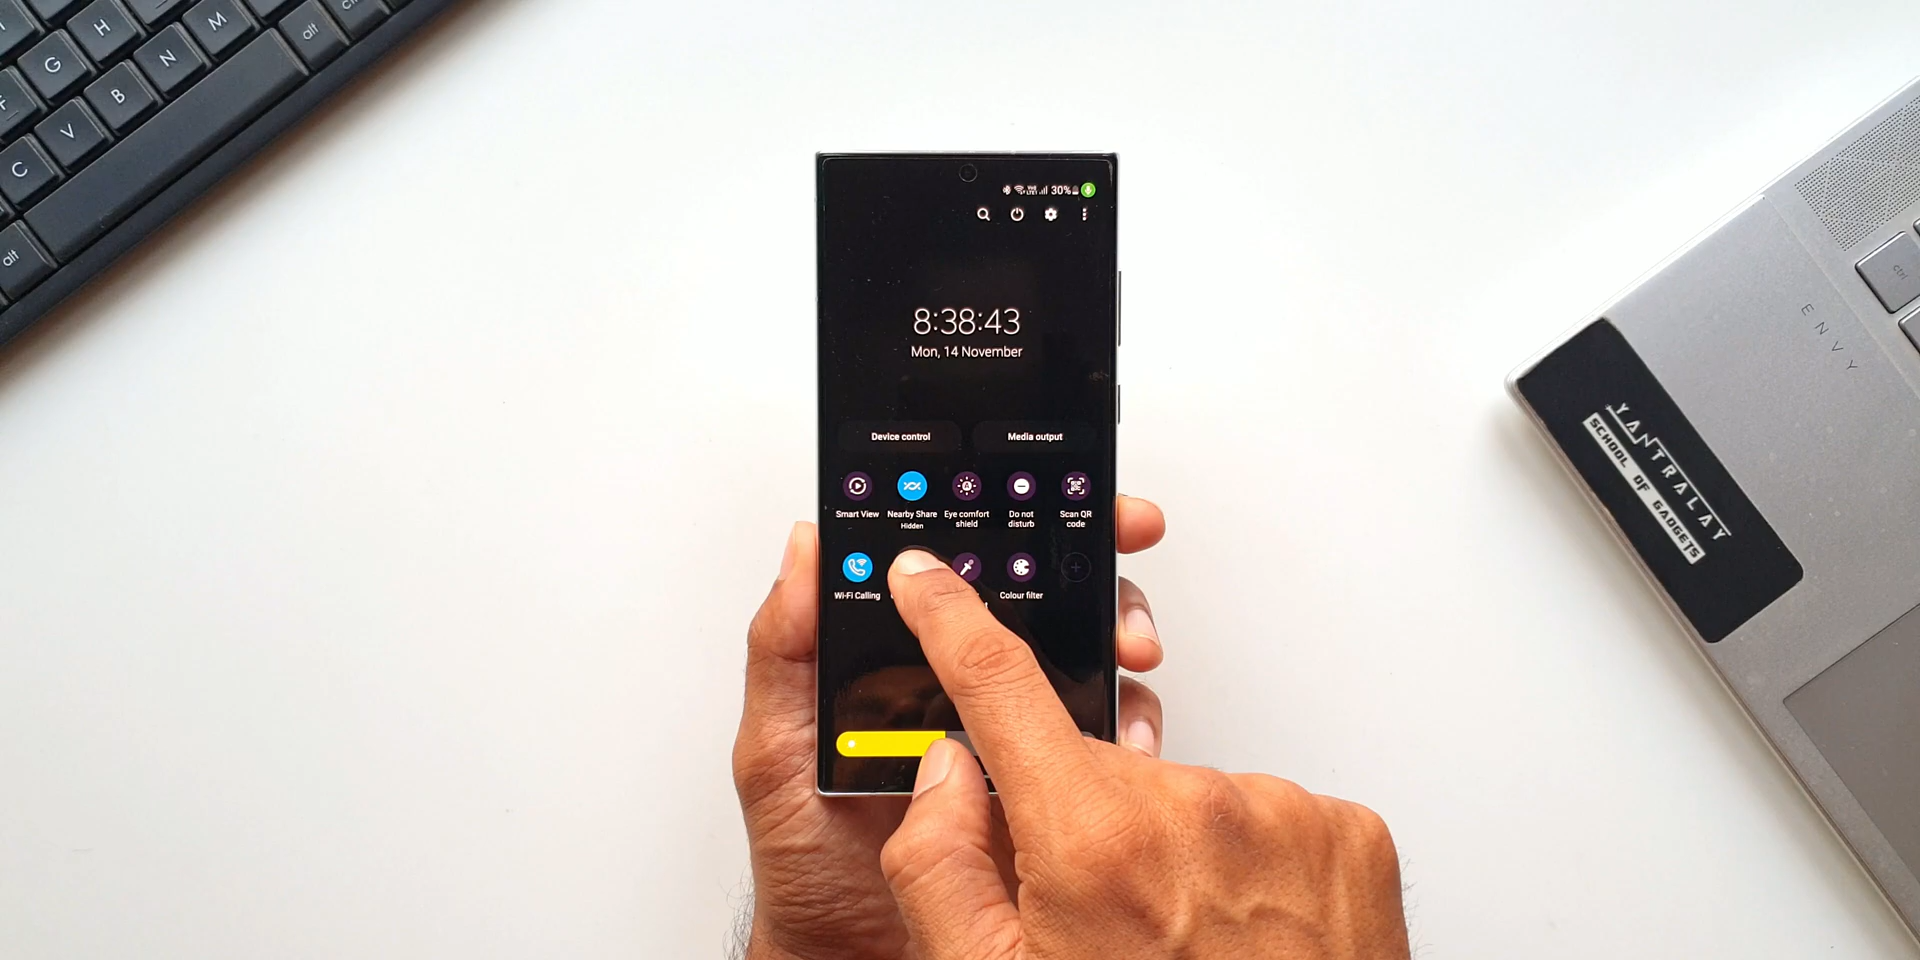 H
M
alt
G
N
F
B
V
C
alt
30%
8:38:43
Mon, 14 November
Device control
Media output
Smart View
Nearby Share
Hidden
Eye comfort
shield
Do not
disturb
Scan QR
code
Wi-Fi Calling
Colour filter
ctrl
ENVY
YANTRALAY
SCHOOL OF GADGETS